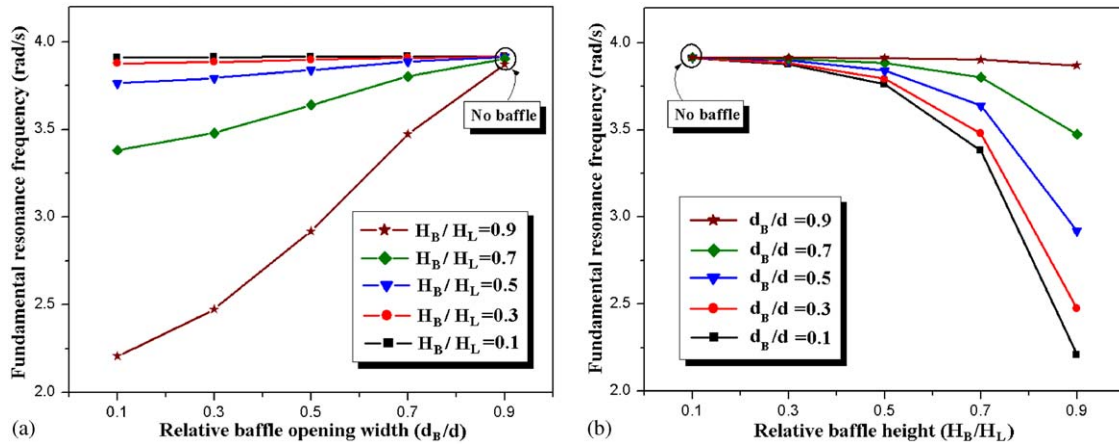 Fundamental resonance frequency (rad/s)
4.0
3.5
3.0
2.5
2.0
No baffle
H_B / H_L =0.9
H_B / H_L =0.7
H_B / H_L =0.5
H_B / H_L =0.3
H_B / H_L =0.1
0.1 0.3 0.5 0.7 0.9
(a) Relative baffle opening width (d_B/d)
Fundamental resonance frequency (rad/s)
4.0
3.5
3.0
2.5
2.0
No baffle
d_B/d =0.9
d_B/d =0.7
d_B/d =0.5
d_B/d =0.3
d_B/d =0.1
0.1 0.3 0.5 0.7 0.9
(b) Relative baffle height (H_B/H_L)